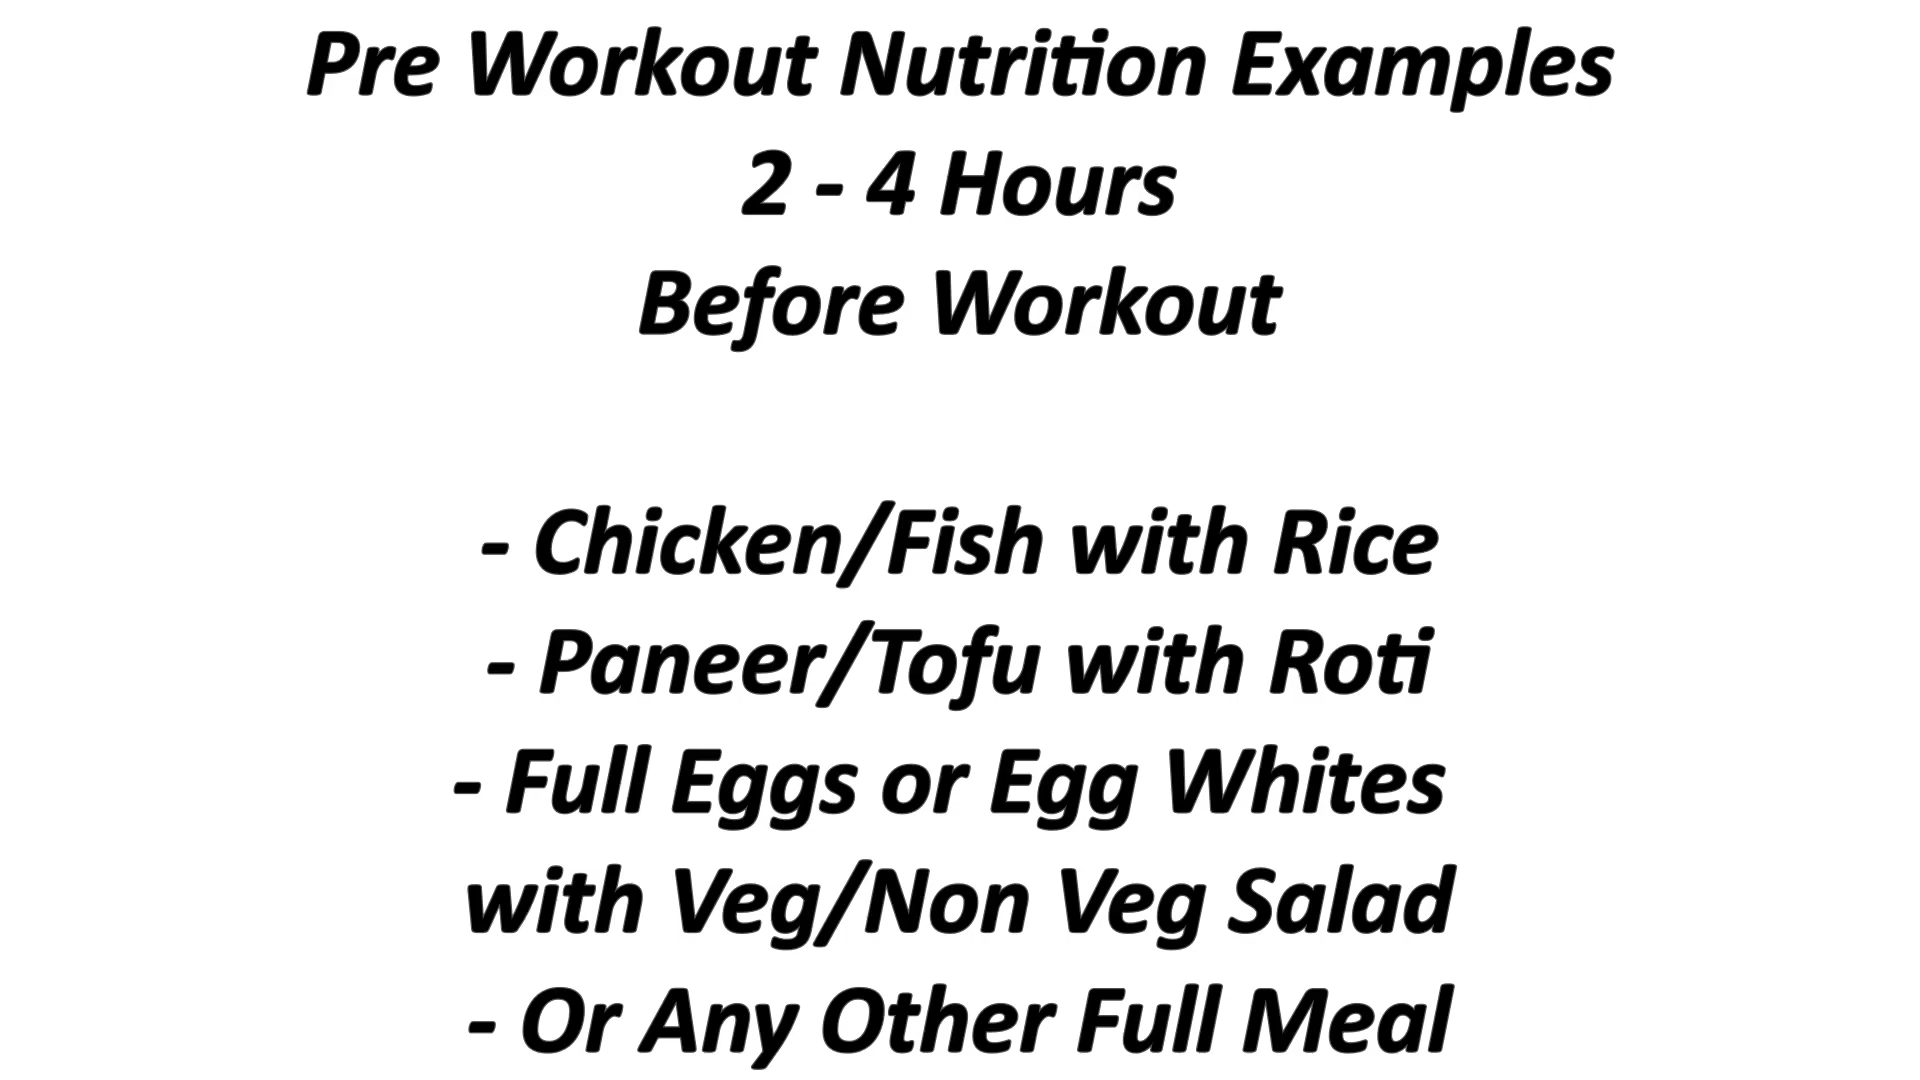 Pre Workout Nutrition Examples
2 - 4 Hours
Before Workout
- Chicken/Fish with Rice
- Paneer/Tofu with Roti
- Full Eggs or Egg Whites
with Veg/Non Veg Salad
- Or Any Other Full Meal